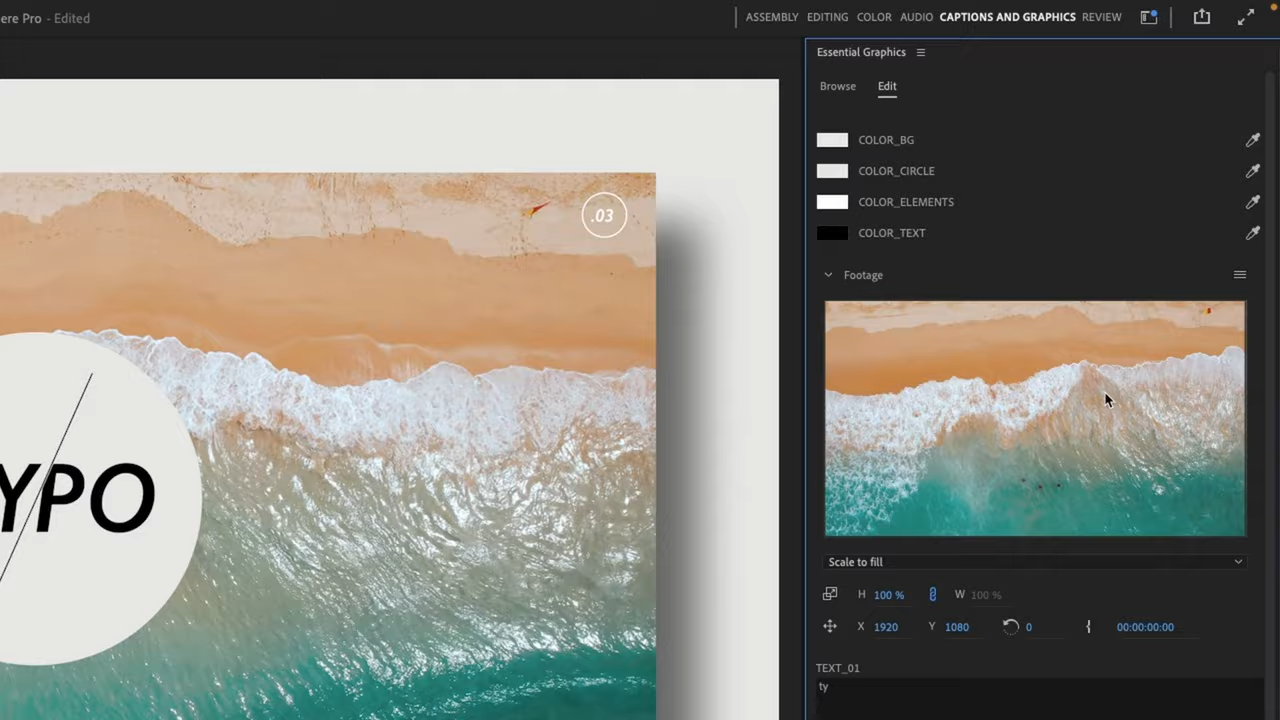 ere Pro - Edited
ASSEMBLY EDITING COLOR AUDIO CAPTIONS AND GRAPHICS REVIEW
Essential Graphics
Browse Edit
COLOR_BG
COLOR_CIRCLE
COLOR_ELEMENTS
COLOR_TEXT
Footage
.03
YPO
Scale to fill
H 100 % W 100 %
X 1920 Y 1080 0 00:00:00:00
TEXT_01
ty